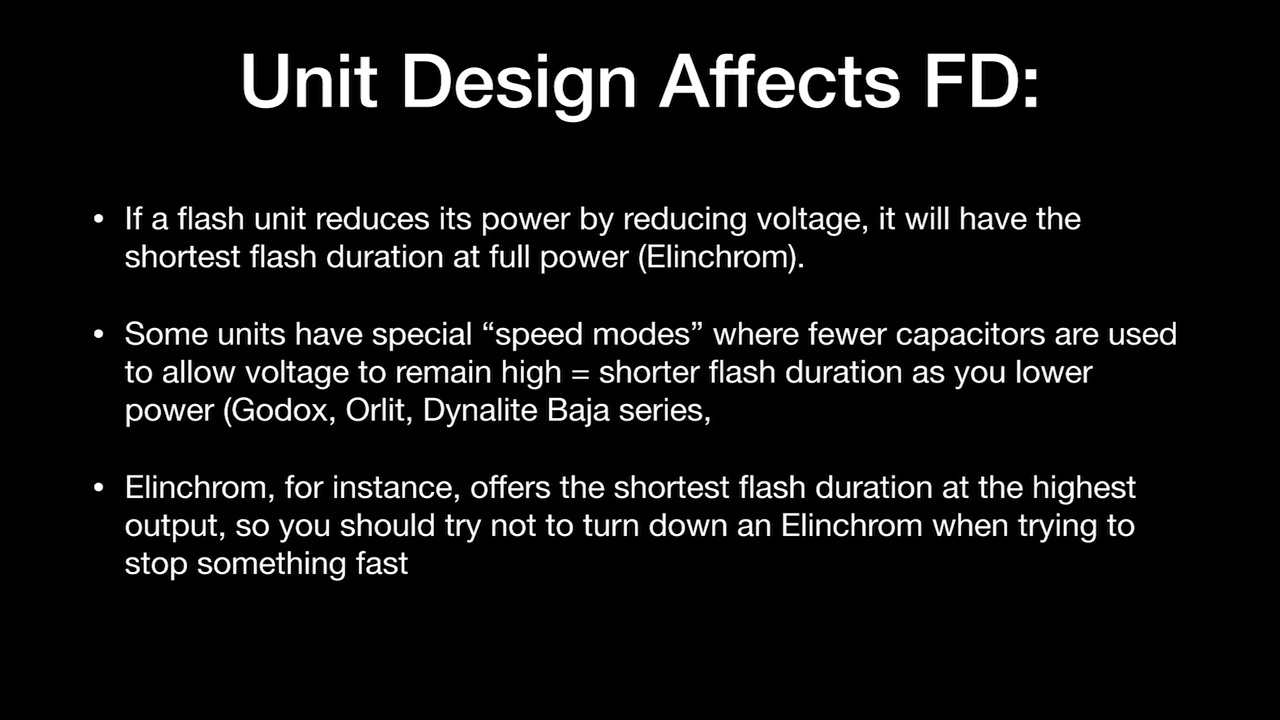 Unit Design Affects FD:
• If a flash unit reduces its power by reducing voltage, it will have the
shortest flash duration at full power (Elinchrom).
• Some units have special “speed modes” where fewer capacitors are used
to allow voltage to remain high = shorter flash duration as you lower
power (Godox, Orlit, Dynalite Baja series,
• Elinchrom, for instance, offers the shortest flash duration at the highest
output, so you should try not to turn down an Elinchrom when trying to
stop something fast